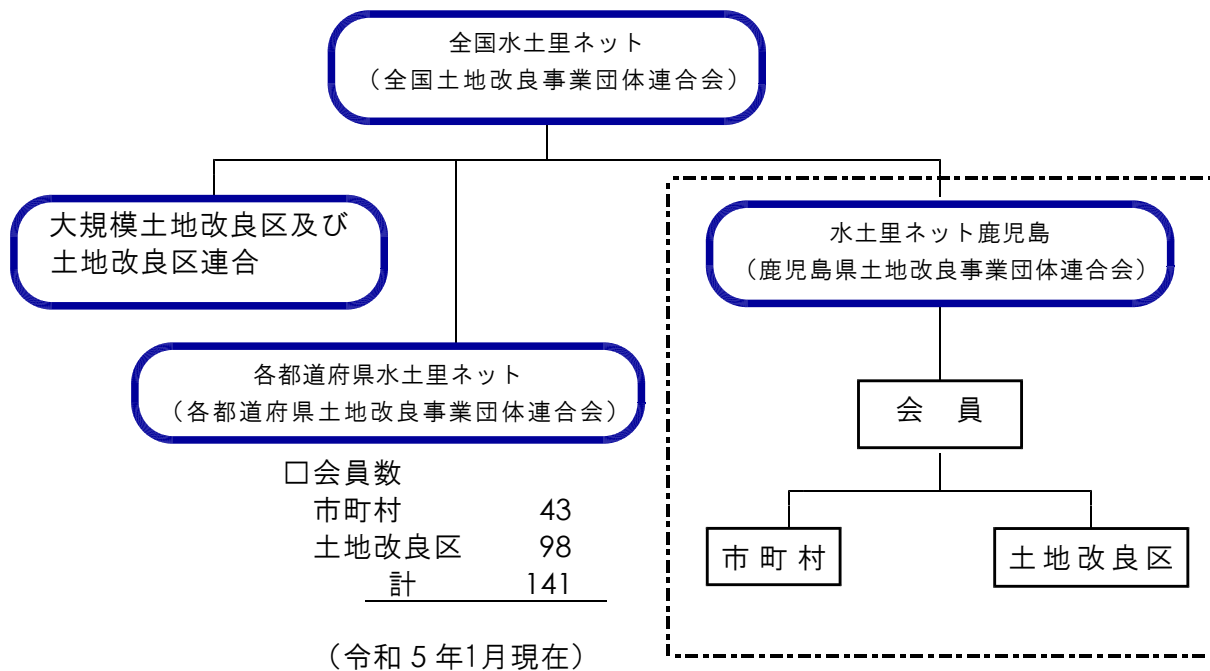 全国水土里ネット
（全国土地改良事業団体連合会）
大規模土地改良区及び
土地改良区連合
水土里ネット鹿児島
（鹿児島県土地改良事業団体連合会）
各都道府県水土里ネット
（各都道府県土地改良事業団体連合会）
会　員
□会員数
市町村 43
土地改良区 98
計 141
（令和５年1月現在）
市町村
土地改良区